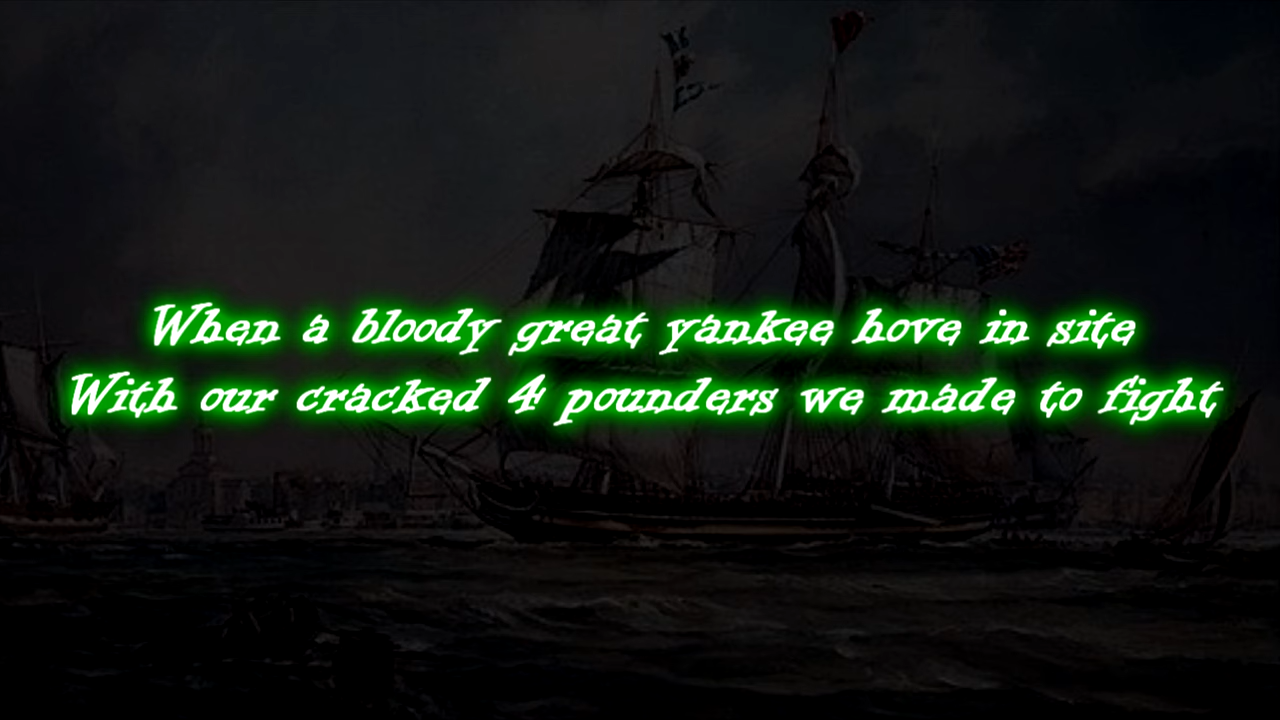 When a bloody great yankee hove in site
With our cracked 4 pounders we made to fight